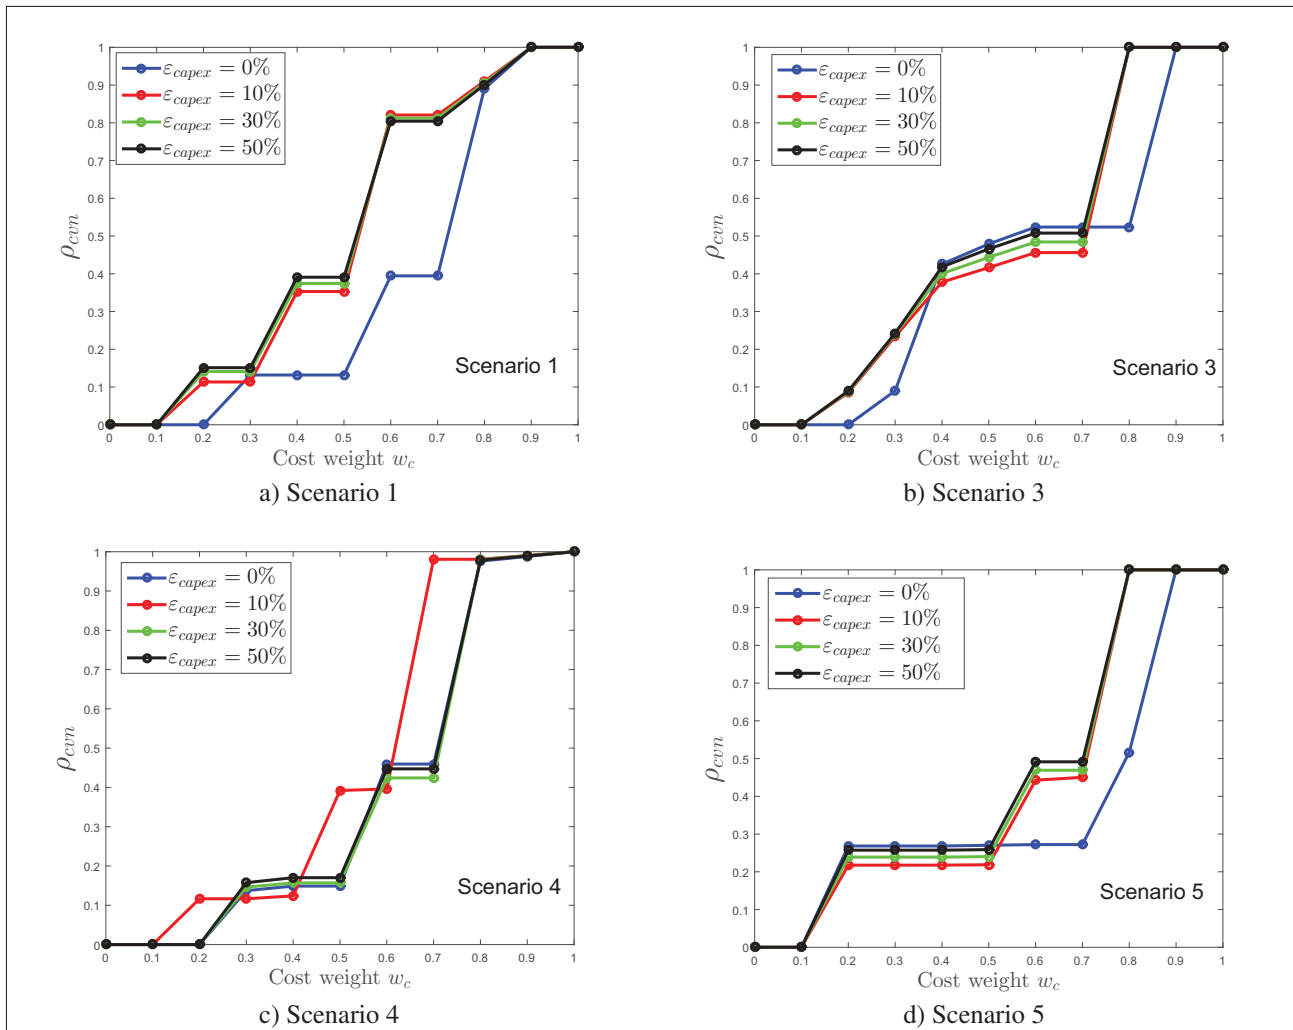 1
0.9
0.8
0.7
0.6
0.5
0.4
0.3
0.2
0.1
0
ρcvn
εcapex = 0%
εcapex = 10%
εcapex = 30%
εcapex = 50%
Scenario 1
0 0.1 0.2 0.3 0.4 0.5 0.6 0.7 0.8 0.9 1
Cost weight wc
a) Scenario 1
1
0.9
0.8
0.7
0.6
0.5
0.4
0.3
0.2
0.1
0
ρcvn
εcapex = 0%
εcapex = 10%
εcapex = 30%
εcapex = 50%
Scenario 3
0 0.1 0.2 0.3 0.4 0.5 0.6 0.7 0.8 0.9 1
Cost weight wc
b) Scenario 3
1
0.9
0.8
0.7
0.6
0.5
0.4
0.3
0.2
0.1
0
ρcvn
εcapex = 0%
εcapex = 10%
εcapex = 30%
εcapex = 50%
Scenario 4
0 0.1 0.2 0.3 0.4 0.5 0.6 0.7 0.8 0.9 1
Cost weight wc
c) Scenario 4
1
0.9
0.8
0.7
0.6
0.5
0.4
0.3
0.2
0.1
0
ρcvn
εcapex = 0%
εcapex = 10%
εcapex = 30%
εcapex = 50%
Scenario 5
0 0.1 0.2 0.3 0.4 0.5 0.6 0.7 0.8 0.9 1
Cost weight wc
d) Scenario 5